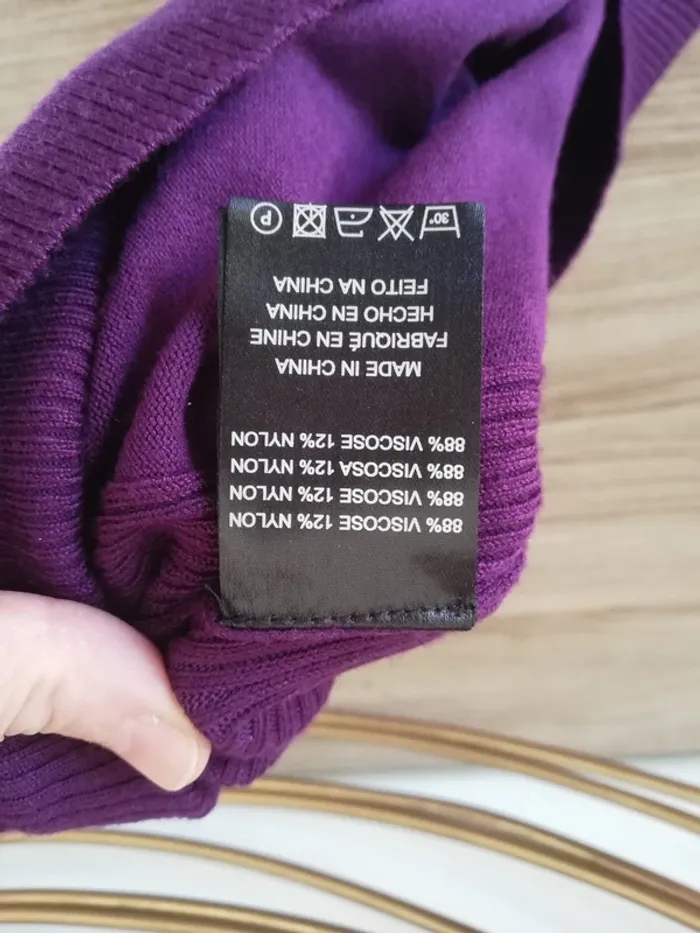 88% VISCOSE 12% NYLON
88% VISCOSE 12% NYLON
88% VISCOSA 12% NYLON
88% VISCOSE 12% NYLON
MADE IN CHINA
FABRIQUÉ EN CHINE
HECHO EN CHINA
FEITO NA CHINA
30° P